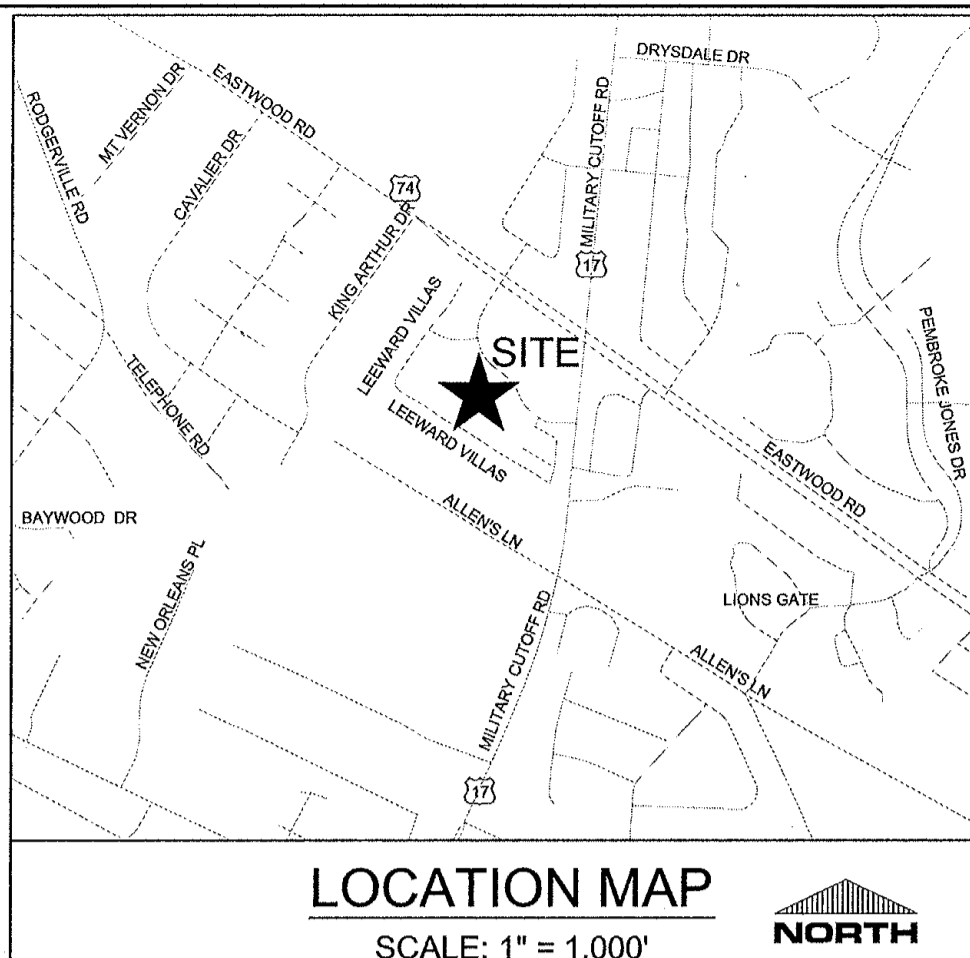 DRYSDALE DR
EASTWOOD RD
MT VERNON DR
RODGERVILLE RD
CAVALIER DR
MILITARY CUTOFF RD
74
KING ARTHUR DR
17
LEEWARD VILLAS
SITE
PEMBROKE JONES DR
TELEPHONE RD
LEEWARD VILLAS
EASTWOOD RD
ALLEN'S LN
BAYWOOD DR
NEW ORLEANS PL
LIONS GATE
MILITARY CUTOFF RD
ALLEN'S LN
17
LOCATION MAP
SCALE: 1" = 1,000'
NORTH